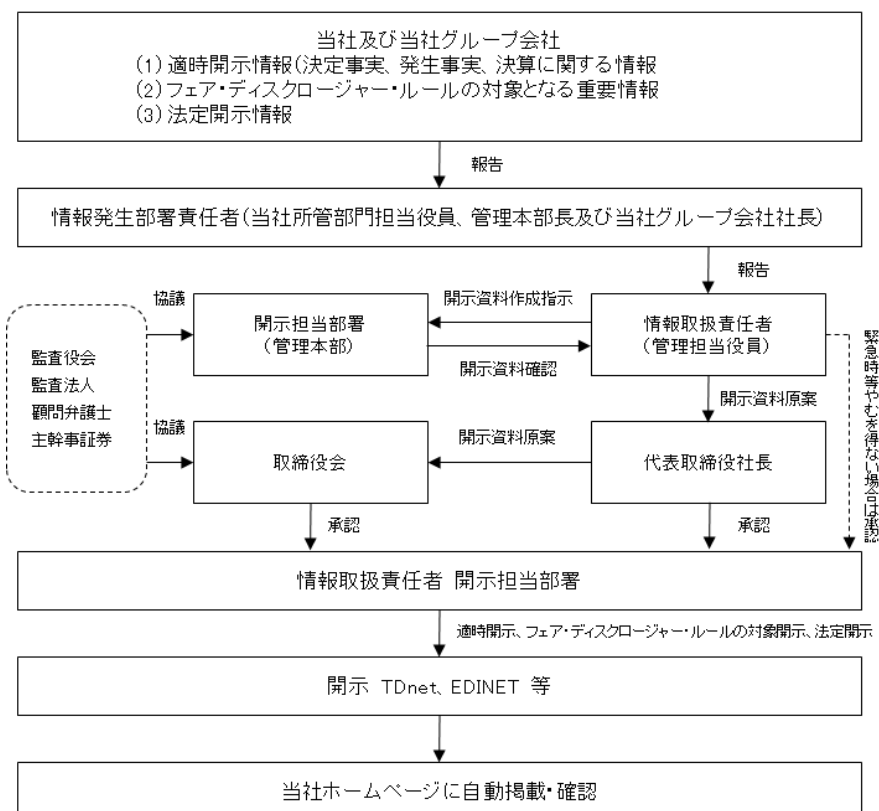 当社及び当社グループ会社
(1) 適時開示情報(決定事実、発生事実、決算に関する情報
(2)フェア・ディスクロージャー・ルールの対象となる重要情報
(3) 法定開示情報
報告
情報発生部署責任者(当社所管部門担当役員、管理本部長及び当社グループ会社社長)
報告
協議
開示担当部署
(管理本部)
開示資料作成指示
開示資料確認
情報取扱責任者
(管理担当役員)
緊急時等やむを得ない場合は承認
監査役会
監査法人
顧問弁護士
主幹事証券
開示資料原案
協議
取締役会
開示資料原案
代表取締役社長
承認
承認
情報取扱責任者 開示担当部署
適時開示、フェア・ディスクロージャー・ルールの対象開示、法定開示
開示 TDnet、EDINET 等
当社ホームページに自動掲載・確認